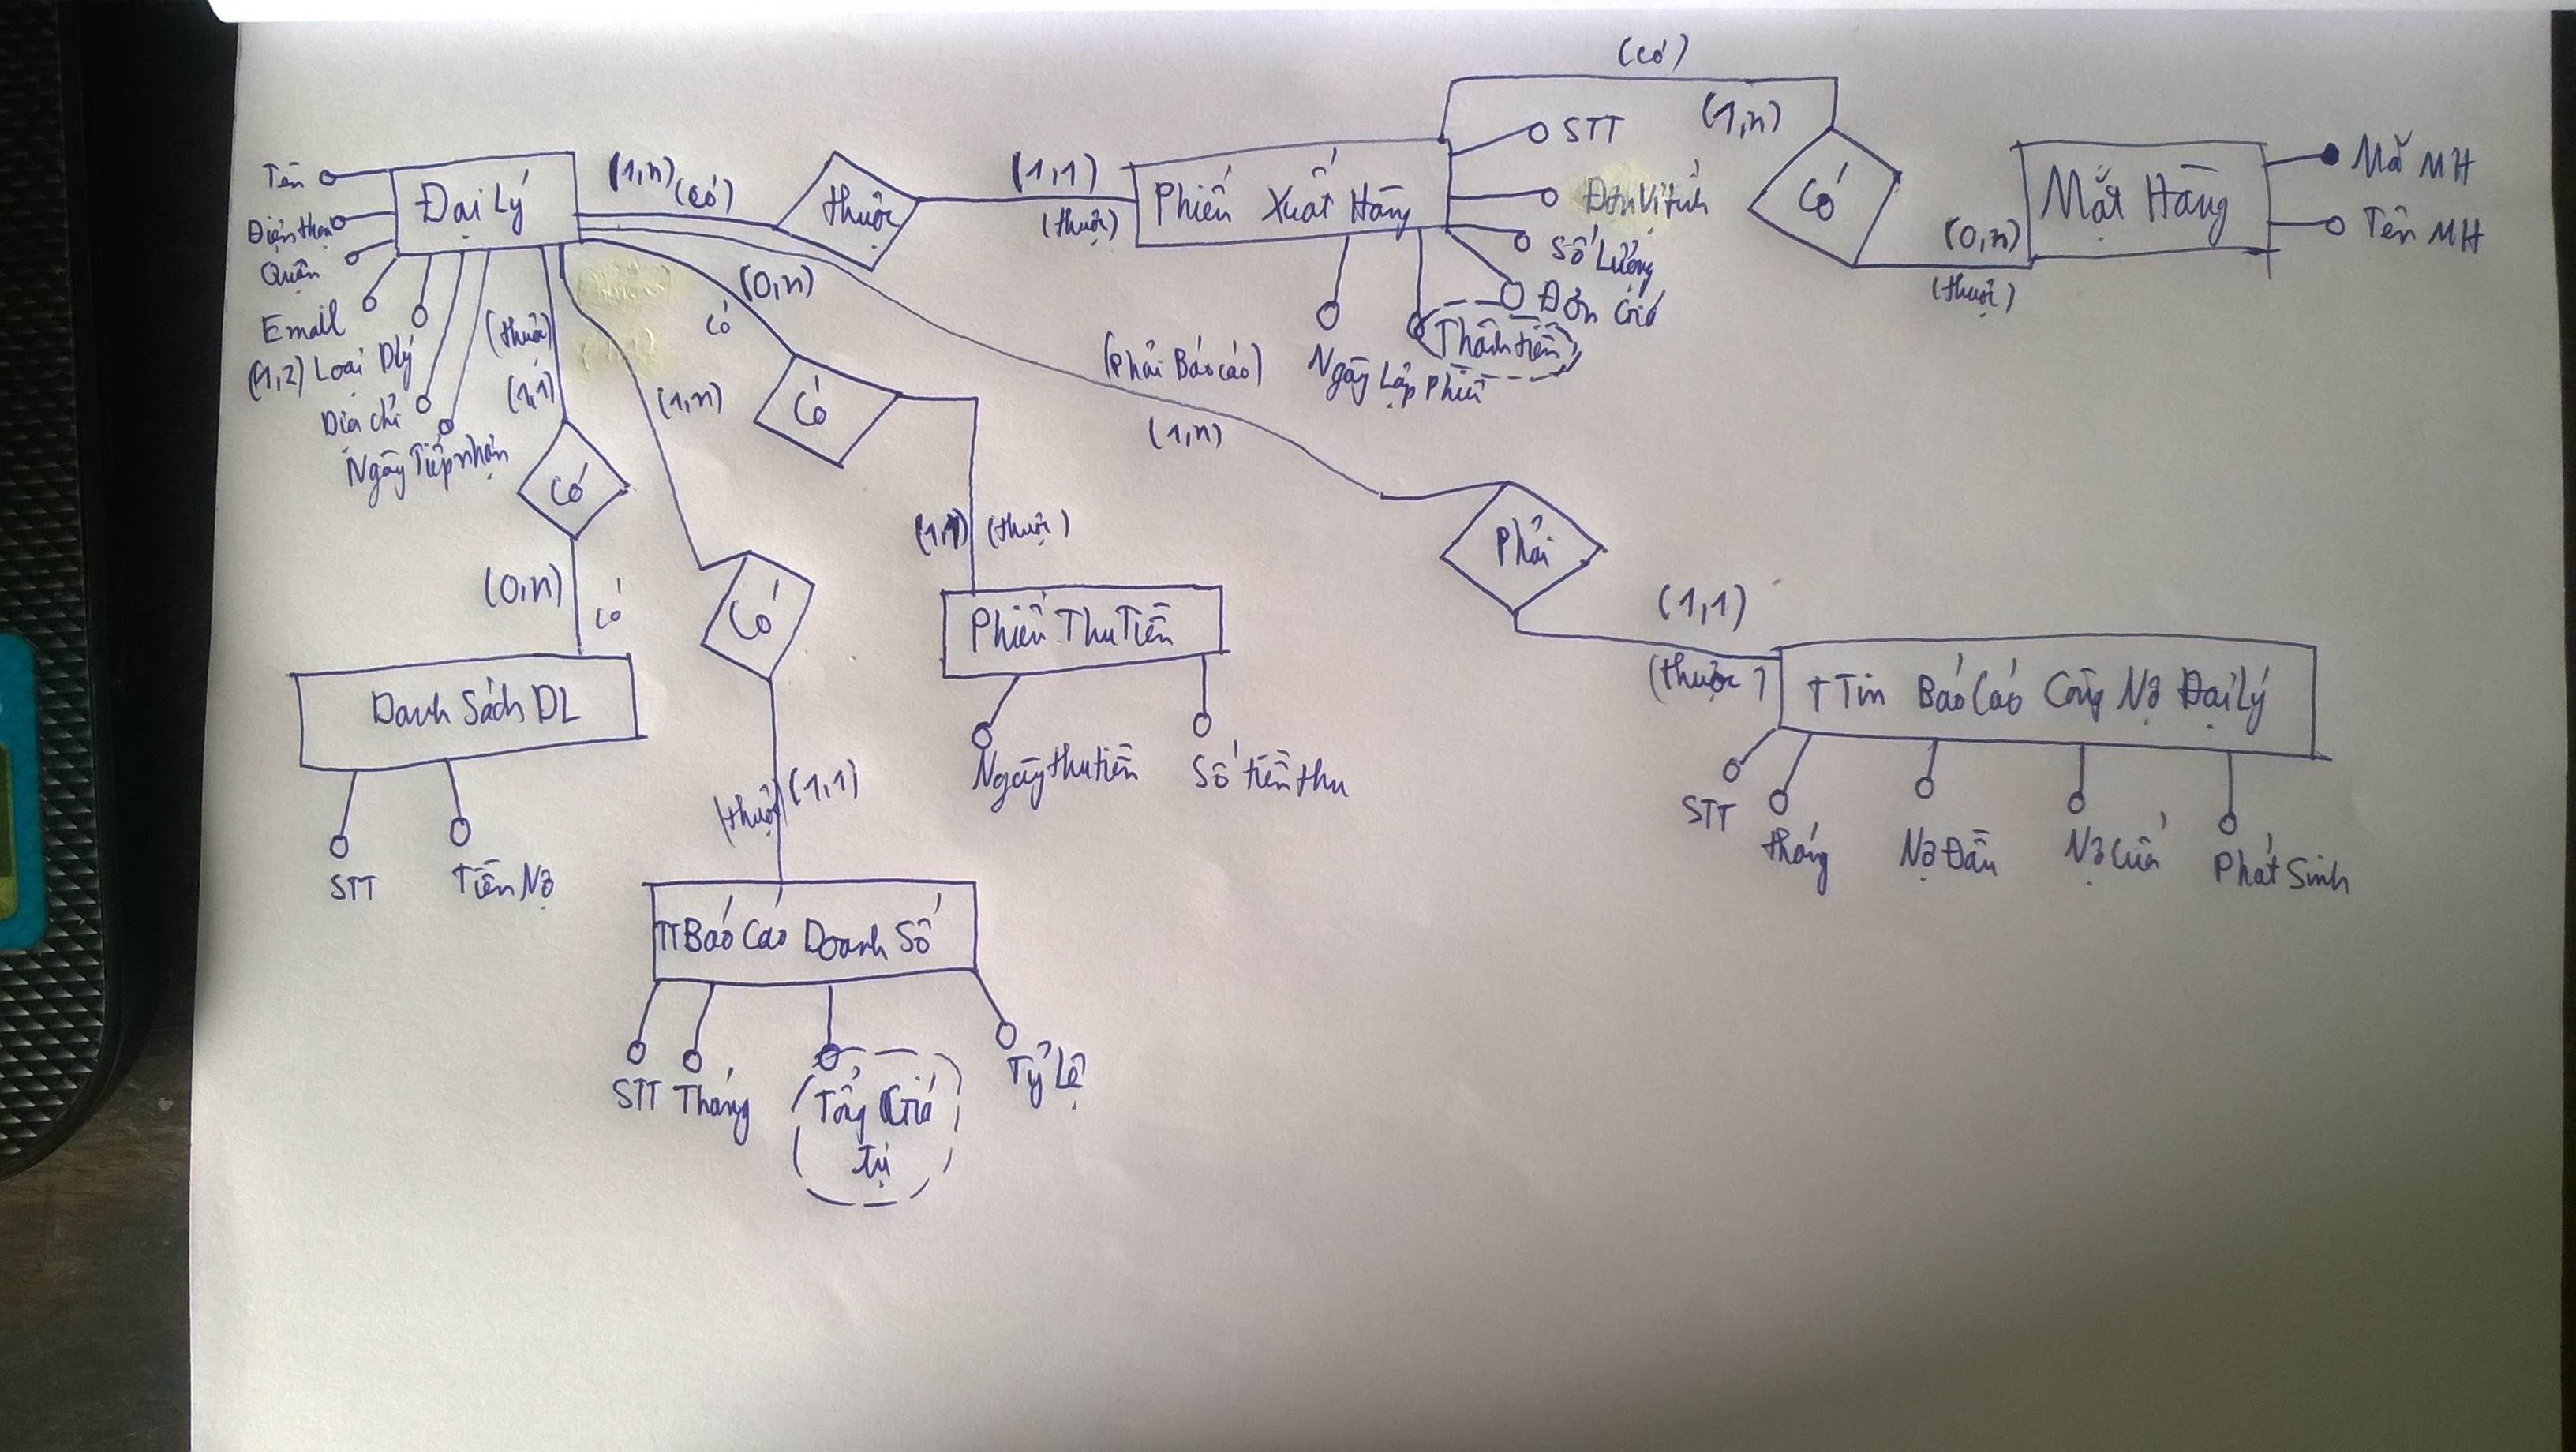 (có)
(1,n)
STT
Tên
Đại Lý
(1,n) (có)
thuộc
(1,1)
(thuộc)
Phiếu Xuất Hàng
Đơn Vị tính
Có
Mặt Hàng
Mã MH
Tên MH
Điện thoại
Quận
Số Lượng
(0,n)
(thuộc)
Email
(1,2) Loại Dlý
(thuộc)
(1,1)
(0,n)
có
Đơn Giá
Thành tiền
Ngày Lập Phiếu
(Phải Báo cáo)
(1,n)
Địa chỉ
Ngày Tiếp nhận
(1,n)
Có
Có
(1,1) (thuộc)
Phải
(0,n)
có
Có
Phiếu Thu Tiền
(1,1)
(thuộc)
TTin Báo Cáo Công Nợ Đại Lý
Danh Sách DL
Ngày thu tiền
Số tiền thu
STT
Tháng
Nợ Đầu
Nợ Cuối
Phát Sinh
(thuộc) (1,1)
STT
Tiền Nợ
TT Báo Cáo Doanh Số
STT
Tháng
Tổng Giá
Trị
Tỷ Lệ